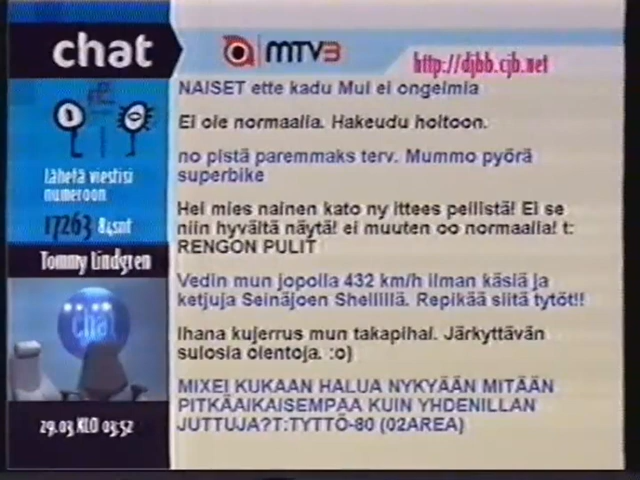 chat
MTV3
http://djbb.cjb.net
NAISET ette kadu Mul ei ongelmia
Ei ole normaalia. Hakeudu hoitoon.
no pistä paremmaks terv. Mummo pyörä
superbike
Hei mies nainen kato ny ittees peilistä! Ei se
niin hyvältä näytä! ei muuten oo normaalia! t:
RENGON PULIT
Vedin mun jopolla 432 km/h ilman käsiä ja
ketjuja Seinäjoen Shellillä. Repikää siitä tytöt!!
Ihana kujerrus mun takapihal. Järkyttävän
sulosia olentoja. :o)
MIXEI KUKAAN HALUA NYKYÄÄN MITÄÄN
PITKÄAIKAISEMPAA KUIN YHDENILLAN
JUTTUJA?T:TYTTÖ-80 (02AREA)
Lähetä viestisi
numeroon
17263 84snt
Tommy Lindgren
chat
29.03.KLO 03:52